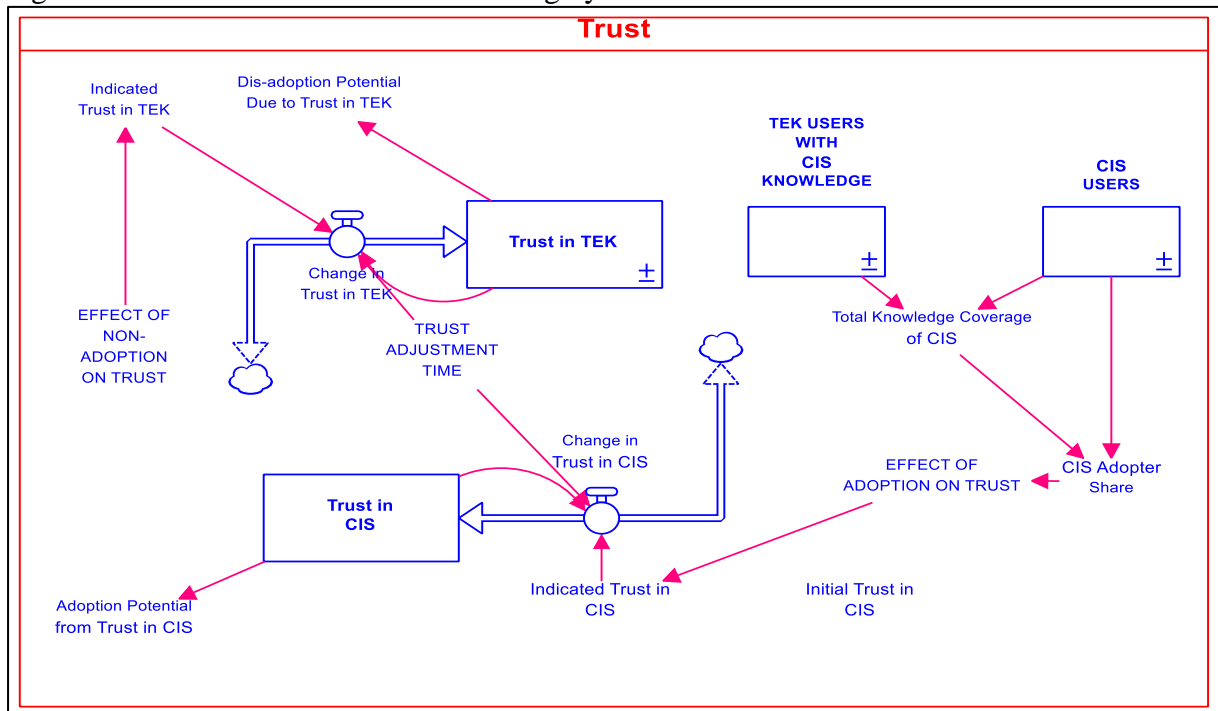 Trust
Indicated
Trust in TEK
Dis-adoption Potential
Due to Trust in TEK
TEK USERS
WITH
CIS
KNOWLEDGE
CIS
USERS
Trust in TEK
±
±
±
Change in
Trust in TEK
EFFECT OF
NON-
ADOPTION
ON TRUST
TRUST
ADJUSTMENT
TIME
Total Knowledge Coverage
of CIS
Change in
Trust in CIS
EFFECT OF
ADOPTION ON TRUST
CIS Adopter
Share
Trust in
CIS
Indicated Trust in
CIS
Initial Trust in
CIS
Adoption Potential
from Trust in CIS